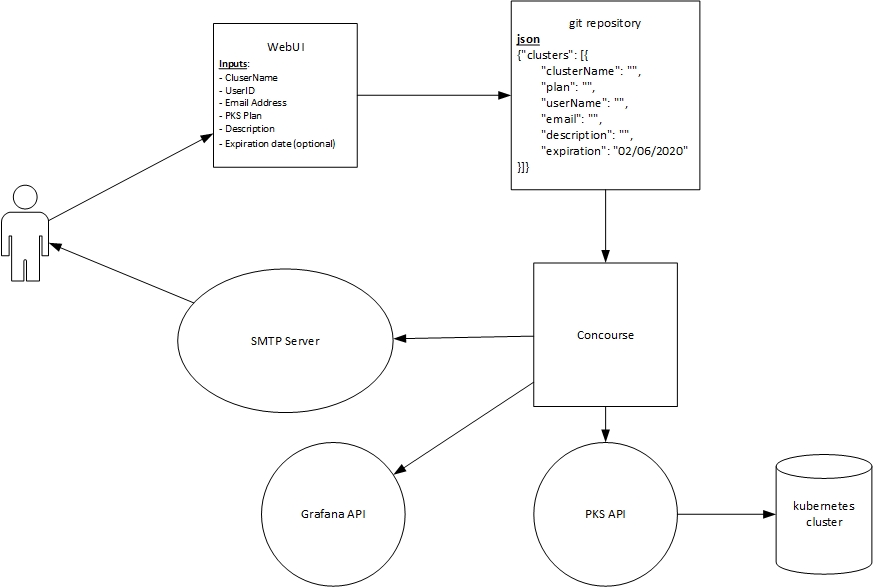 WebUI
Inputs:
- CluserName
- UserID
- Email Address
- PKS Plan
- Description
- Expiration date (optional)
git repository
json
{"clusters": [{
"clusterName": "",
"plan": "",
"userName": "",
"email": "",
"description": "",
"expiration": "02/06/2020"
}]}
SMTP Server
Concourse
Grafana API
PKS API
kubernetes
cluster